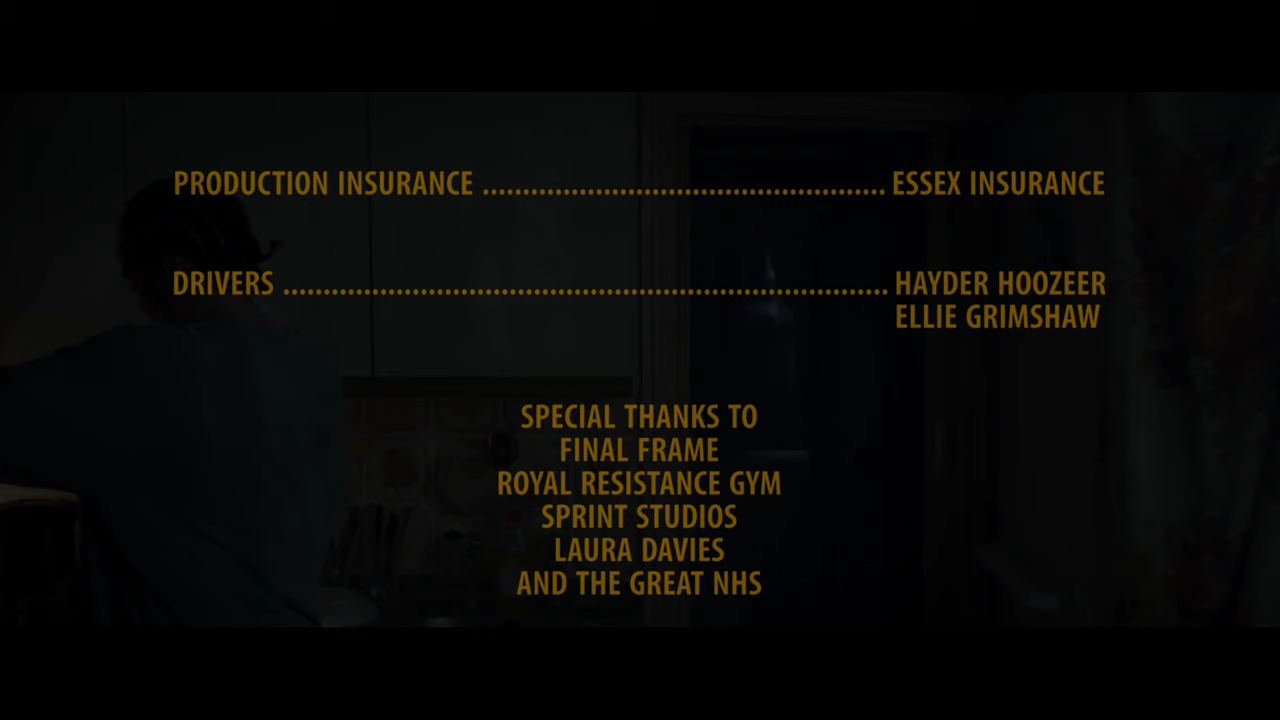 PRODUCTION INSURANCE .................................................. ESSEX INSURANCE
DRIVERS ........................................................................... HAYDER HOOZEER
ELLIE GRIMSHAW
SPECIAL THANKS TO
FINAL FRAME
ROYAL RESISTANCE GYM
SPRINT STUDIOS
LAURA DAVIES
AND THE GREAT NHS